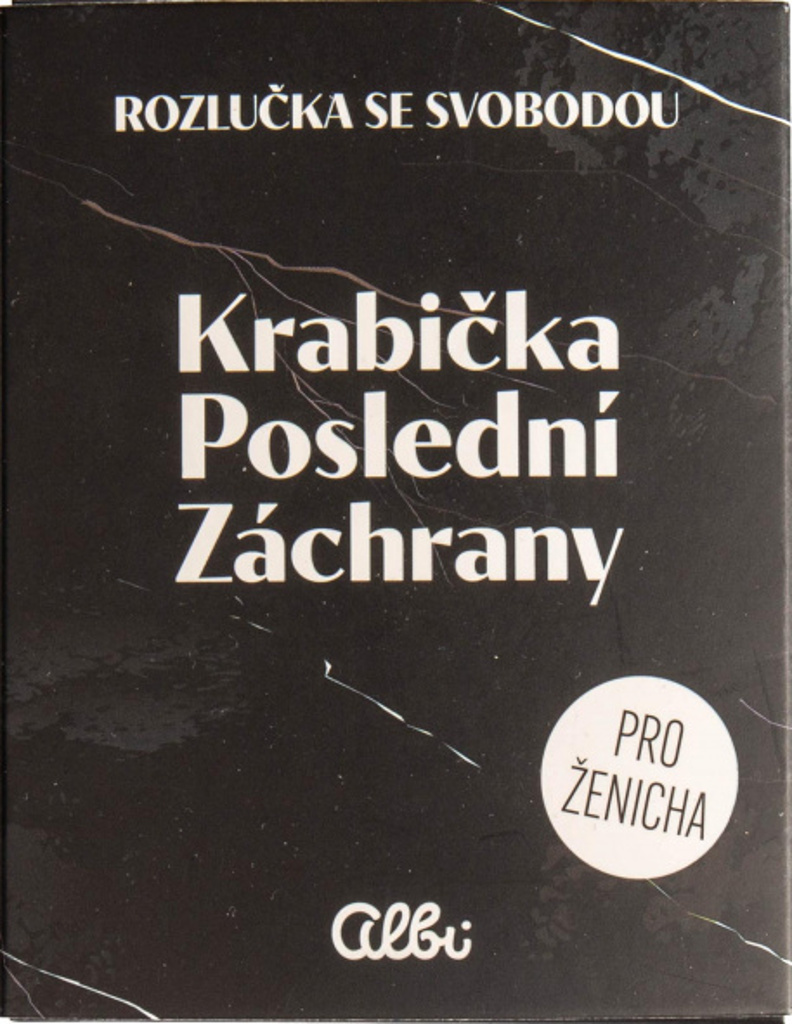 ROZLUČKA SE SVOBODOU
Krabička
Poslední
Záchrany
PRO
ŽENICHA
albi